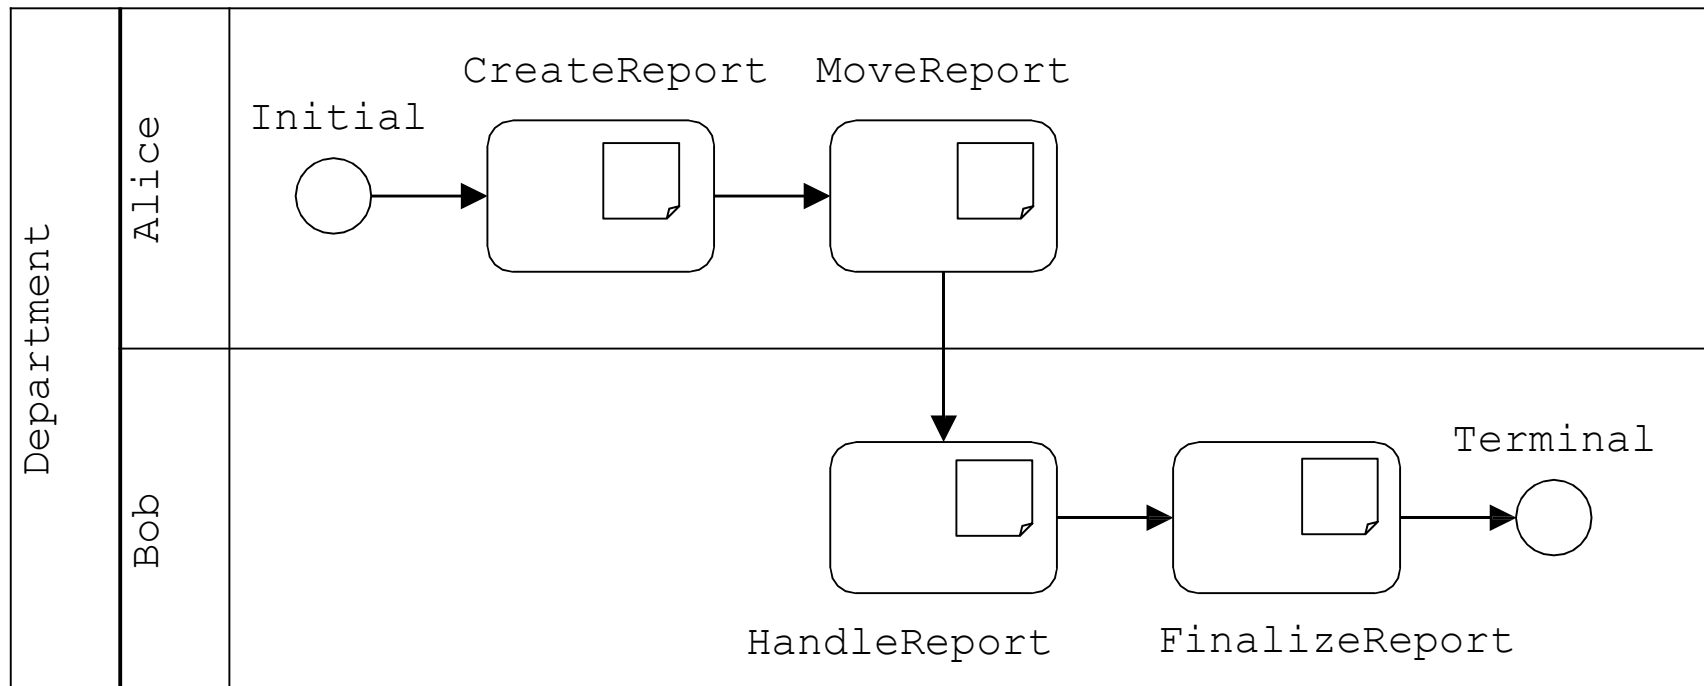 Department
Alice
Initial
CreateReport
MoveReport
Bob
HandleReport
FinalizeReport
Terminal